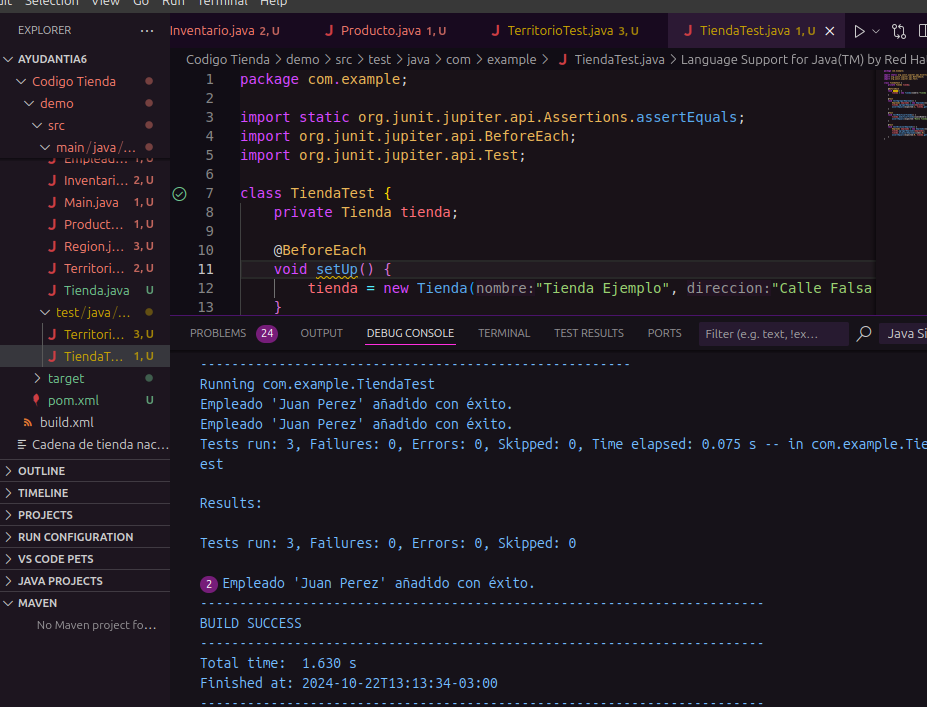 Selection View Go Run Terminal Help
EXPLORER
AYUDANTIA6
Codigo Tienda
demo
src
main/java/...
Emplead... 1, U
Inventari... 2, U
Main.java 1, U
Product... 1, U
Region.j... 3, U
Territori... 2, U
Tienda.java U
test/java/...
Territori... 3, U
TiendaT... 1, U
target
pom.xml U
build.xml
Cadena de tienda nac...
OUTLINE
TIMELINE
PROJECTS
RUN CONFIGURATION
VS CODE PETS
JAVA PROJECTS
MAVEN
No Maven project fo...
Inventario.java 2, U
Producto.java 1, U
TerritorioTest.java 3, U
TiendaTest.java 1, U
Codigo Tienda > demo > src > test > java > com > example > TiendaTest.java > Language Support for Java(TM) by Red Ha
1 package com.example;
2
3 import static org.junit.jupiter.api.Assertions.assertEquals;
4 import org.junit.jupiter.api.BeforeEach;
5 import org.junit.jupiter.api.Test;
6
7 class TiendaTest {
8 private Tienda tienda;
9
10 @BeforeEach
11 void setUp() {
12 tienda = new Tienda(nombre:"Tienda Ejemplo", direccion:"Calle Falsa
13 }
PROBLEMS 24 OUTPUT DEBUG CONSOLE TERMINAL TEST RESULTS PORTS Filter (e.g. text, !ex... Java Si
-------------------------------------------------------
Running com.example.TiendaTest
Empleado 'Juan Perez' añadido con éxito.
Empleado 'Juan Perez' añadido con éxito.
Tests run: 3, Failures: 0, Errors: 0, Skipped: 0, Time elapsed: 0.075 s -- in com.example.Tie
est
Results:
Tests run: 3, Failures: 0, Errors: 0, Skipped: 0
2 Empleado 'Juan Perez' añadido con éxito.
------------------------------------------------------------------------
BUILD SUCCESS
------------------------------------------------------------------------
Total time: 1.630 s
Finished at: 2024-10-22T13:13:34-03:00
------------------------------------------------------------------------